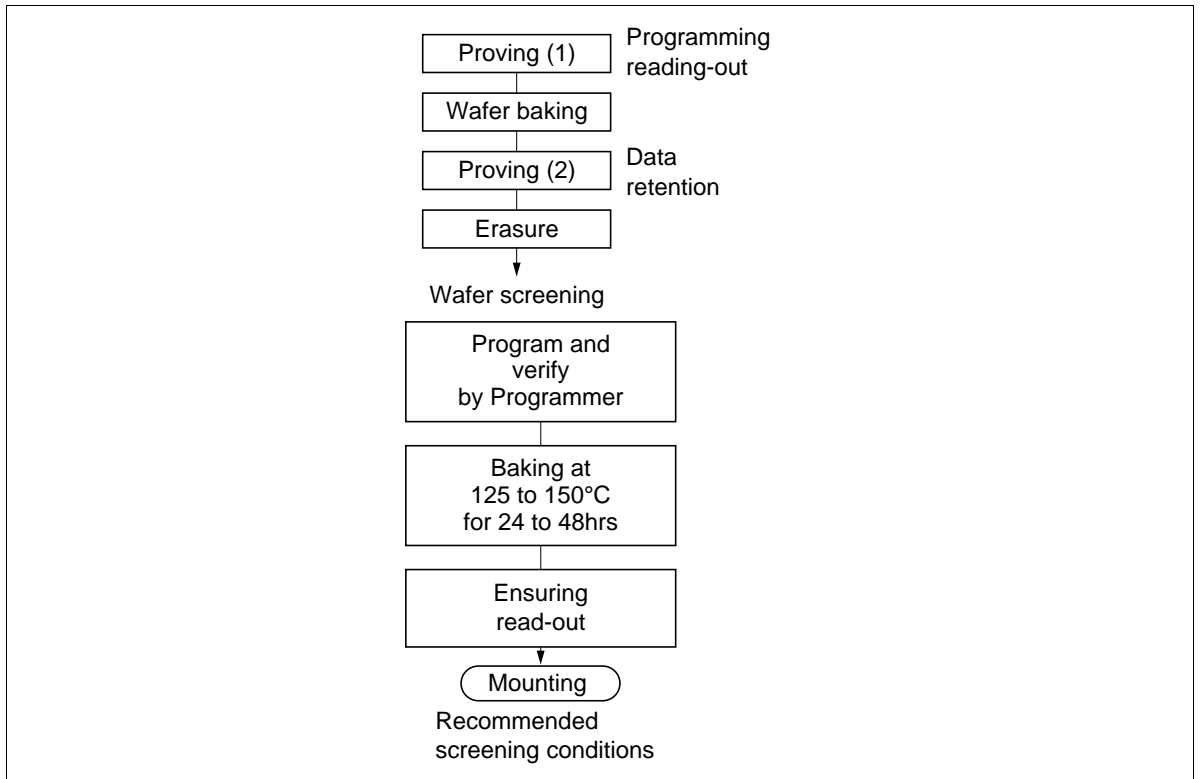 Proving (1)
Programming
reading-out
Wafer baking
Proving (2)
Data
retention
Erasure
Wafer screening
Program and
verify
by Programmer
Baking at
125 to 150°C
for 24 to 48hrs
Ensuring
read-out
Mounting
Recommended
screening conditions